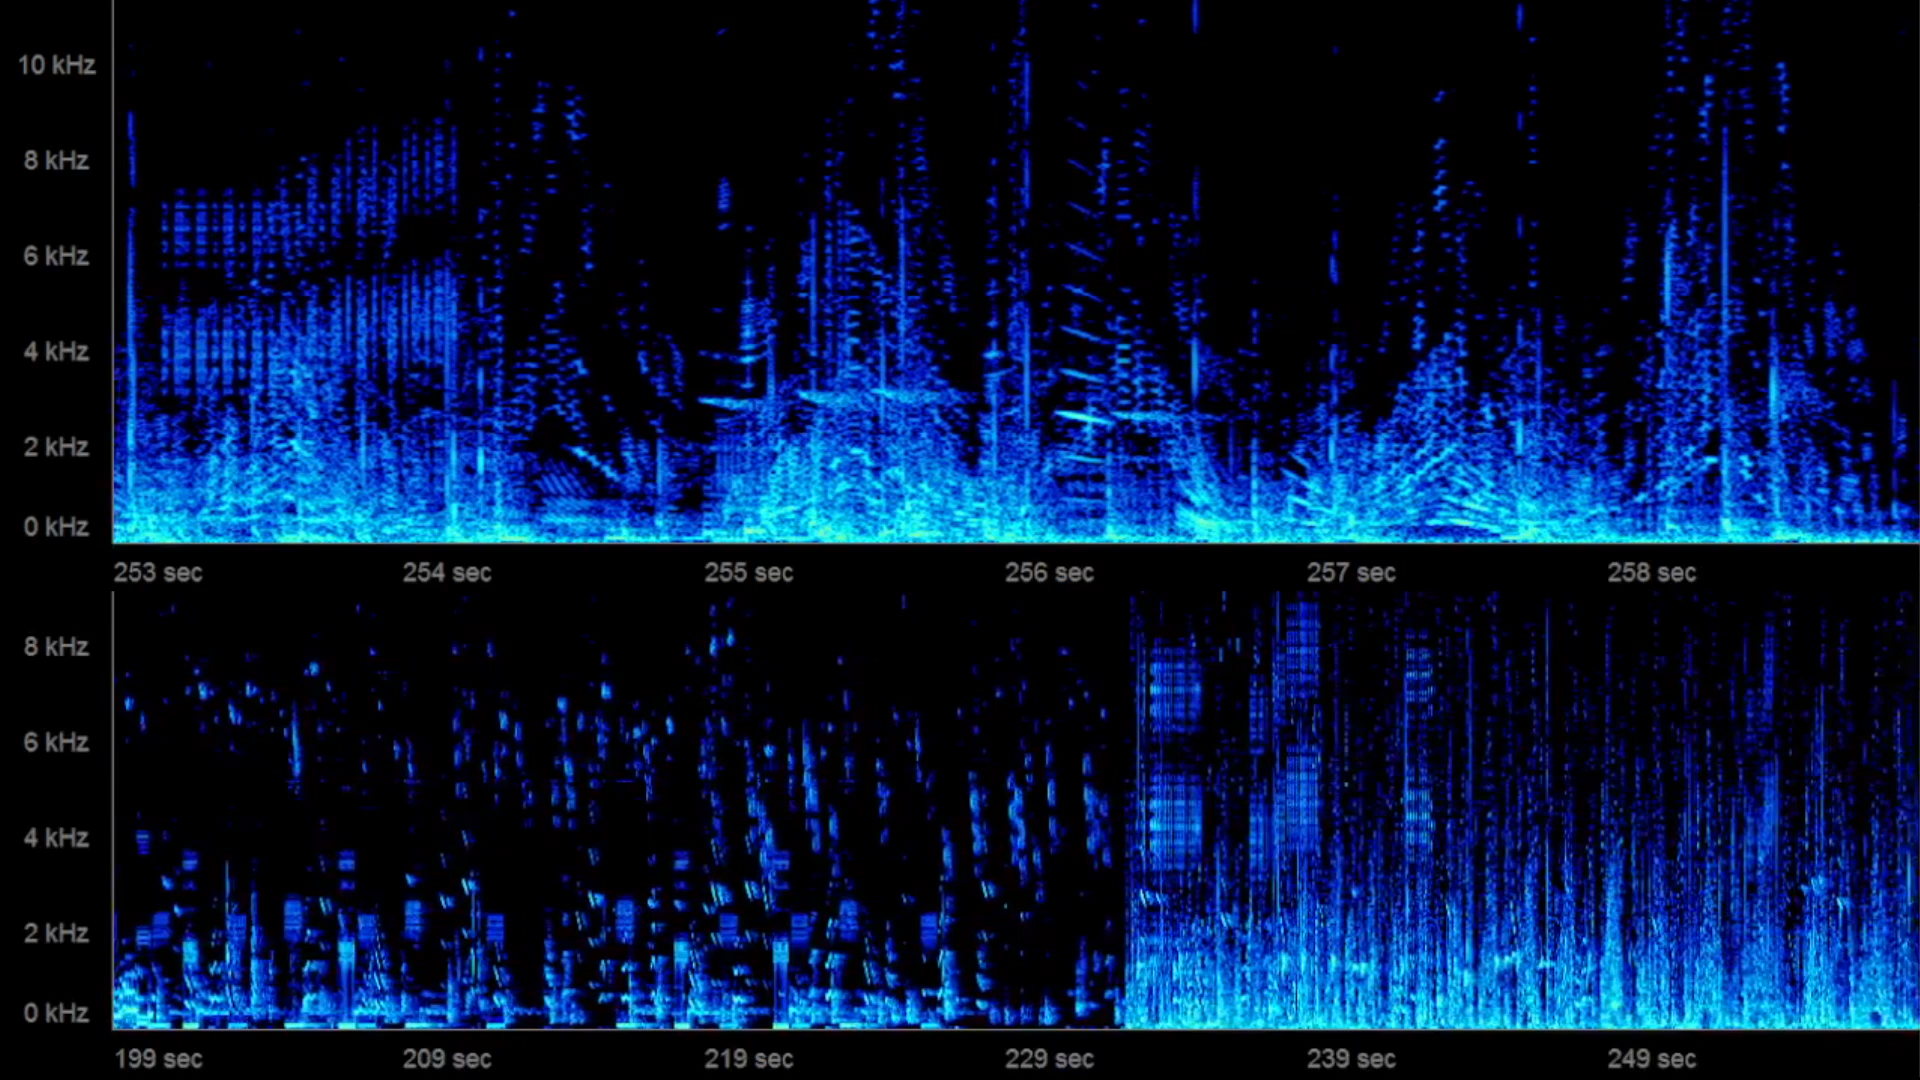 10 kHz
8 kHz
6 kHz
4 kHz
2 kHz
0 kHz
253 sec 254 sec 255 sec 256 sec 257 sec 258 sec
8 kHz
6 kHz
4 kHz
2 kHz
0 kHz
199 sec 209 sec 219 sec 229 sec 239 sec 249 sec